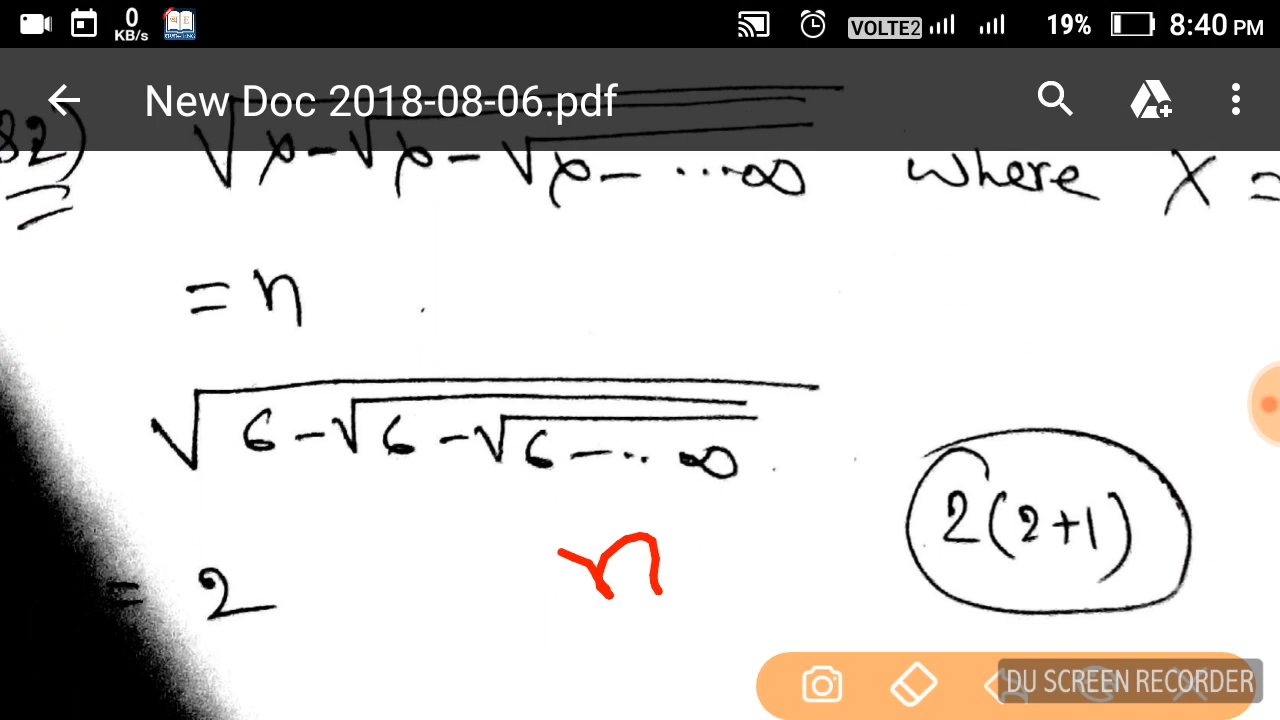 0
KB/s
VOLTE2
19%
8:40 PM
New Doc 2018-08-06.pdf
82)
√x-√x-√x-...∞ where X =
= n
√6-√6-√6-...∞
2(2+1)
= 2
n
DU SCREEN RECORDER